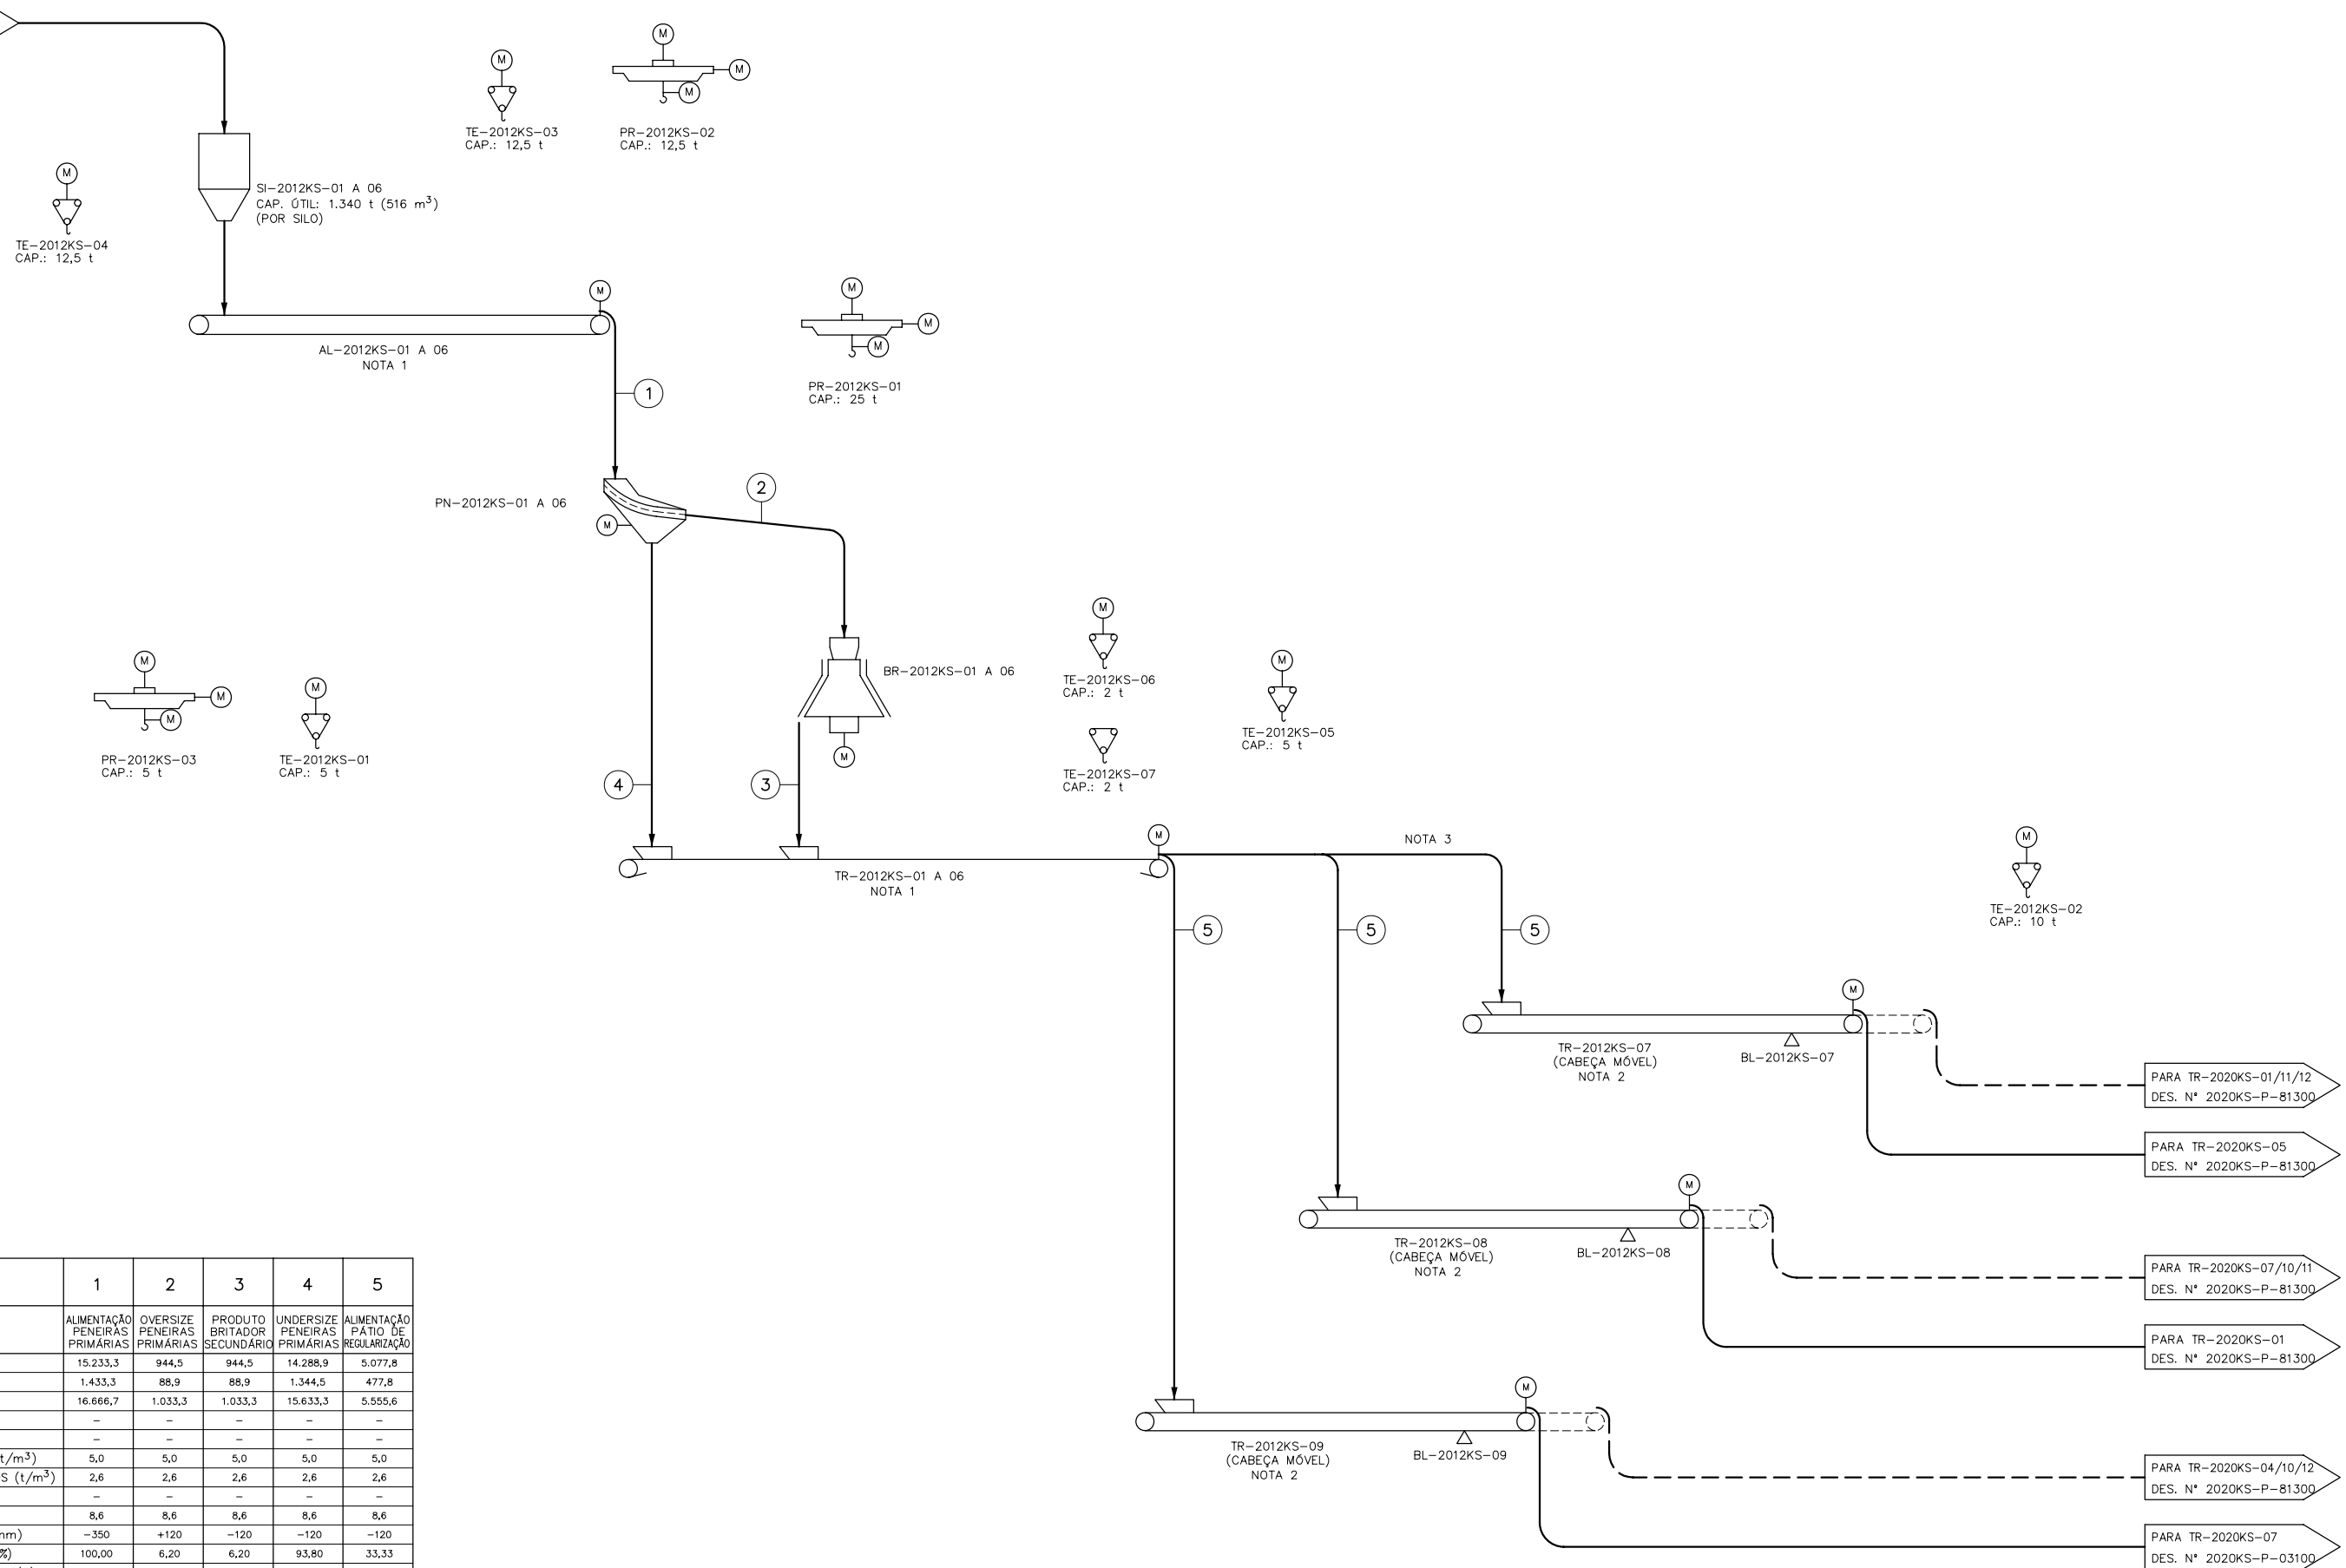 M
M
M
M
TE-2012KS-03
CAP.: 12,5 t
PR-2012KS-02
CAP.: 12,5 t
M
TE-2012KS-04
CAP.: 12,5 t
SI-2012KS-01 A 06
CAP. ÚTIL: 1.340 t (516 m³)
(POR SILO)
M
AL-2012KS-01 A 06
NOTA 1
M
M
M
PR-2012KS-01
CAP.: 25 t
1
PN-2012KS-01 A 06
M
2
BR-2012KS-01 A 06
M
M
M
M
PR-2012KS-03
CAP.: 5 t
M
TE-2012KS-01
CAP.: 5 t
M
TE-2012KS-06
CAP.: 2 t
TE-2012KS-07
CAP.: 2 t
M
TE-2012KS-05
CAP.: 5 t
4
3
M
TR-2012KS-01 A 06
NOTA 1
NOTA 3
M
TE-2012KS-02
CAP.: 10 t
5
5
5
M
TR-2012KS-07
(CABEÇA MÓVEL)
NOTA 2
BL-2012KS-07
PARA TR-2020KS-01/11/12
DES. N° 2020KS-P-81300
PARA TR-2020KS-05
DES. N° 2020KS-P-81300
M
TR-2012KS-08
(CABEÇA MÓVEL)
NOTA 2
BL-2012KS-08
PARA TR-2020KS-07/10/11
DES. N° 2020KS-P-81300
PARA TR-2020KS-01
DES. N° 2020KS-P-81300
M
TR-2012KS-09
(CABEÇA MÓVEL)
NOTA 2
BL-2012KS-09
PARA TR-2020KS-04/10/12
DES. N° 2020KS-P-81300
PARA TR-2020KS-07
DES. N° 2020KS-P-03100
1 2 3 4 5
ALIMENTAÇÃO PENEIRAS PRIMÁRIAS
OVERSIZE PENEIRAS PRIMÁRIAS
PRODUTO BRITADOR SECUNDÁRIO
UNDERSIZE PENEIRAS PRIMÁRIAS
ALIMENTAÇÃO PÁTIO DE REGULARIZAÇÃO
15.233,3 944,5 944,5 14.288,9 5.077,8
1.433,3 88,9 88,9 1.344,5 477,8
16.666,7 1.033,3 1.033,3 15.633,3 5.555,6
- - - - -
- - - - -
t/m³) 5,0 5,0 5,0 5,0 5,0
S (t/m³) 2,6 2,6 2,6 2,6 2,6
- - - - -
8,6 8,6 8,6 8,6 8,6
mm) -350 +120 -120 -120 -120
%) 100,00 6,20 6,20 93,80 33,33